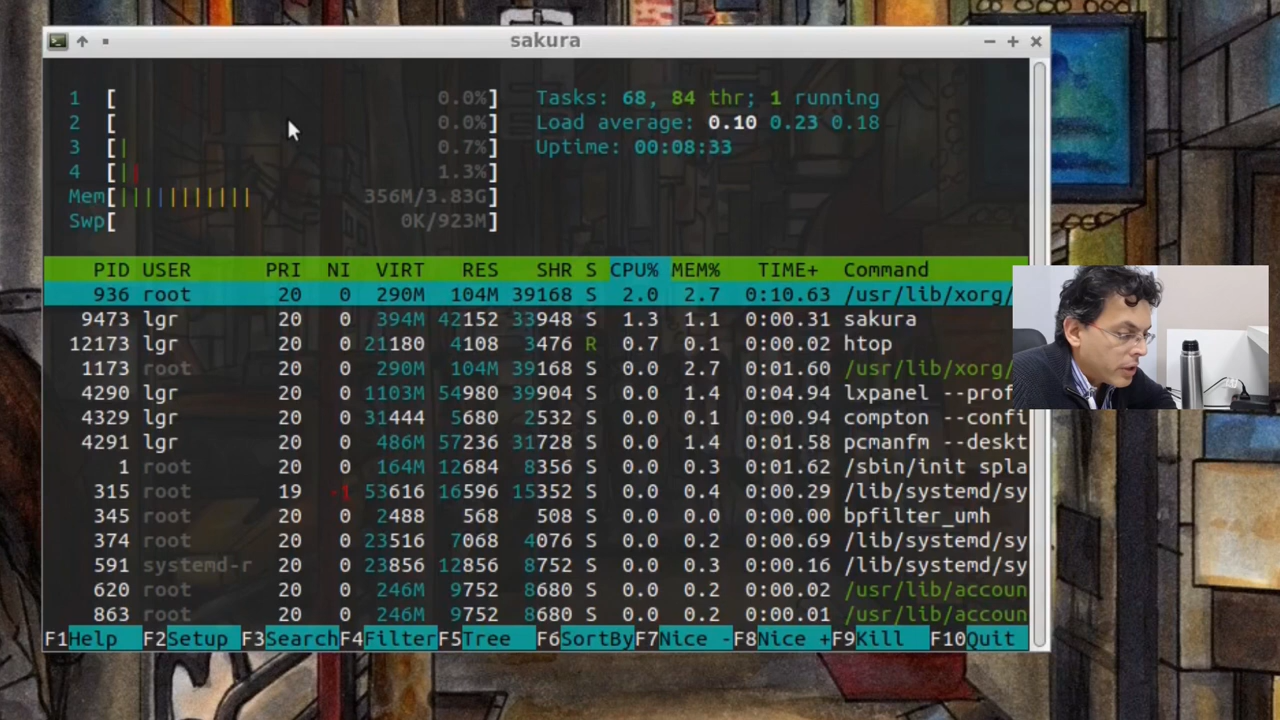 sakura
1 [ 0.0%] Tasks: 68, 84 thr; 1 running
2 [ 0.0%] Load average: 0.10 0.23 0.18
3 [| 0.7%] Uptime: 00:08:33
4 [|| 1.3%]
Mem[||||||||||| 356M/3.83G]
Swp[ 0K/923M]
PID USER PRI NI VIRT RES SHR S CPU% MEM% TIME+ Command
936 root 20 0 290M 104M 39168 S 2.0 2.7 0:10.63 /usr/lib/xorg/
9473 lgr 20 0 394M 42152 33948 S 1.3 1.1 0:00.31 sakura
12173 lgr 20 0 21180 4108 3476 R 0.7 0.1 0:00.02 htop
1173 root 20 0 290M 104M 39168 S 0.0 2.7 0:01.60 /usr/lib/xorg/
4290 lgr 20 0 1103M 54980 39904 S 0.0 1.4 0:04.94 lxpanel --prof
4329 lgr 20 0 31444 5680 2532 S 0.0 0.1 0:00.94 compton --confi
4291 lgr 20 0 486M 57236 31728 S 0.0 1.4 0:01.58 pcmanfm --deskt
1 root 20 0 164M 12684 8356 S 0.0 0.3 0:01.62 /sbin/init spla
315 root 19 -1 53616 16596 15352 S 0.0 0.4 0:00.29 /lib/systemd/sy
345 root 20 0 2488 568 508 S 0.0 0.0 0:00.00 bpfilter_umh
374 root 20 0 23516 7068 4076 S 0.0 0.2 0:00.69 /lib/systemd/sy
591 systemd-r 20 0 23856 12856 8752 S 0.0 0.3 0:00.16 /lib/systemd/sy
620 root 20 0 246M 9752 8680 S 0.0 0.2 0:00.02 /usr/lib/accoun
863 root 20 0 246M 9752 8680 S 0.0 0.2 0:00.01 /usr/lib/accoun
F1Help F2Setup F3SearchF4FilterF5Tree F6SortByF7Nice -F8Nice +F9Kill F10Quit